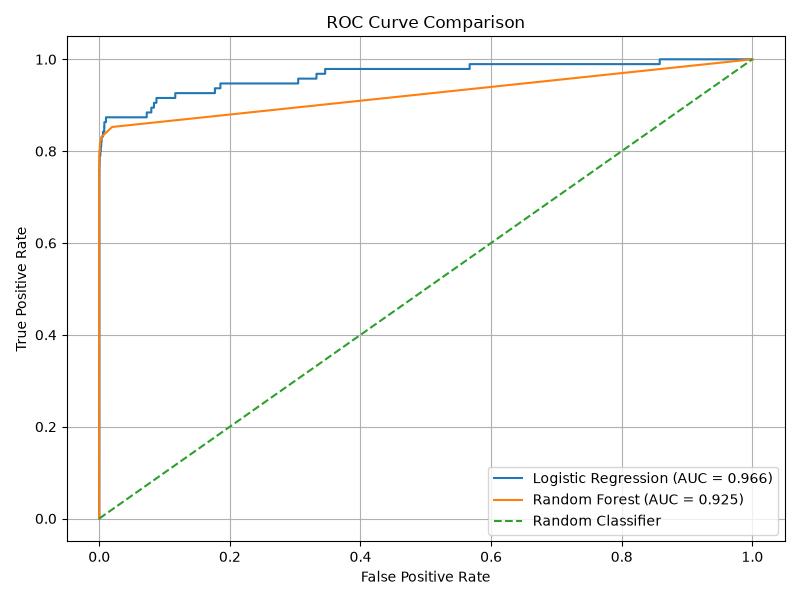 ROC Curve Comparison
True Positive Rate
1.0
0.8
0.6
0.4
0.2
0.0
Logistic Regression (AUC = 0.966)
Random Forest (AUC = 0.925)
Random Classifier
0.0 0.2 0.4 0.6 0.8 1.0
False Positive Rate